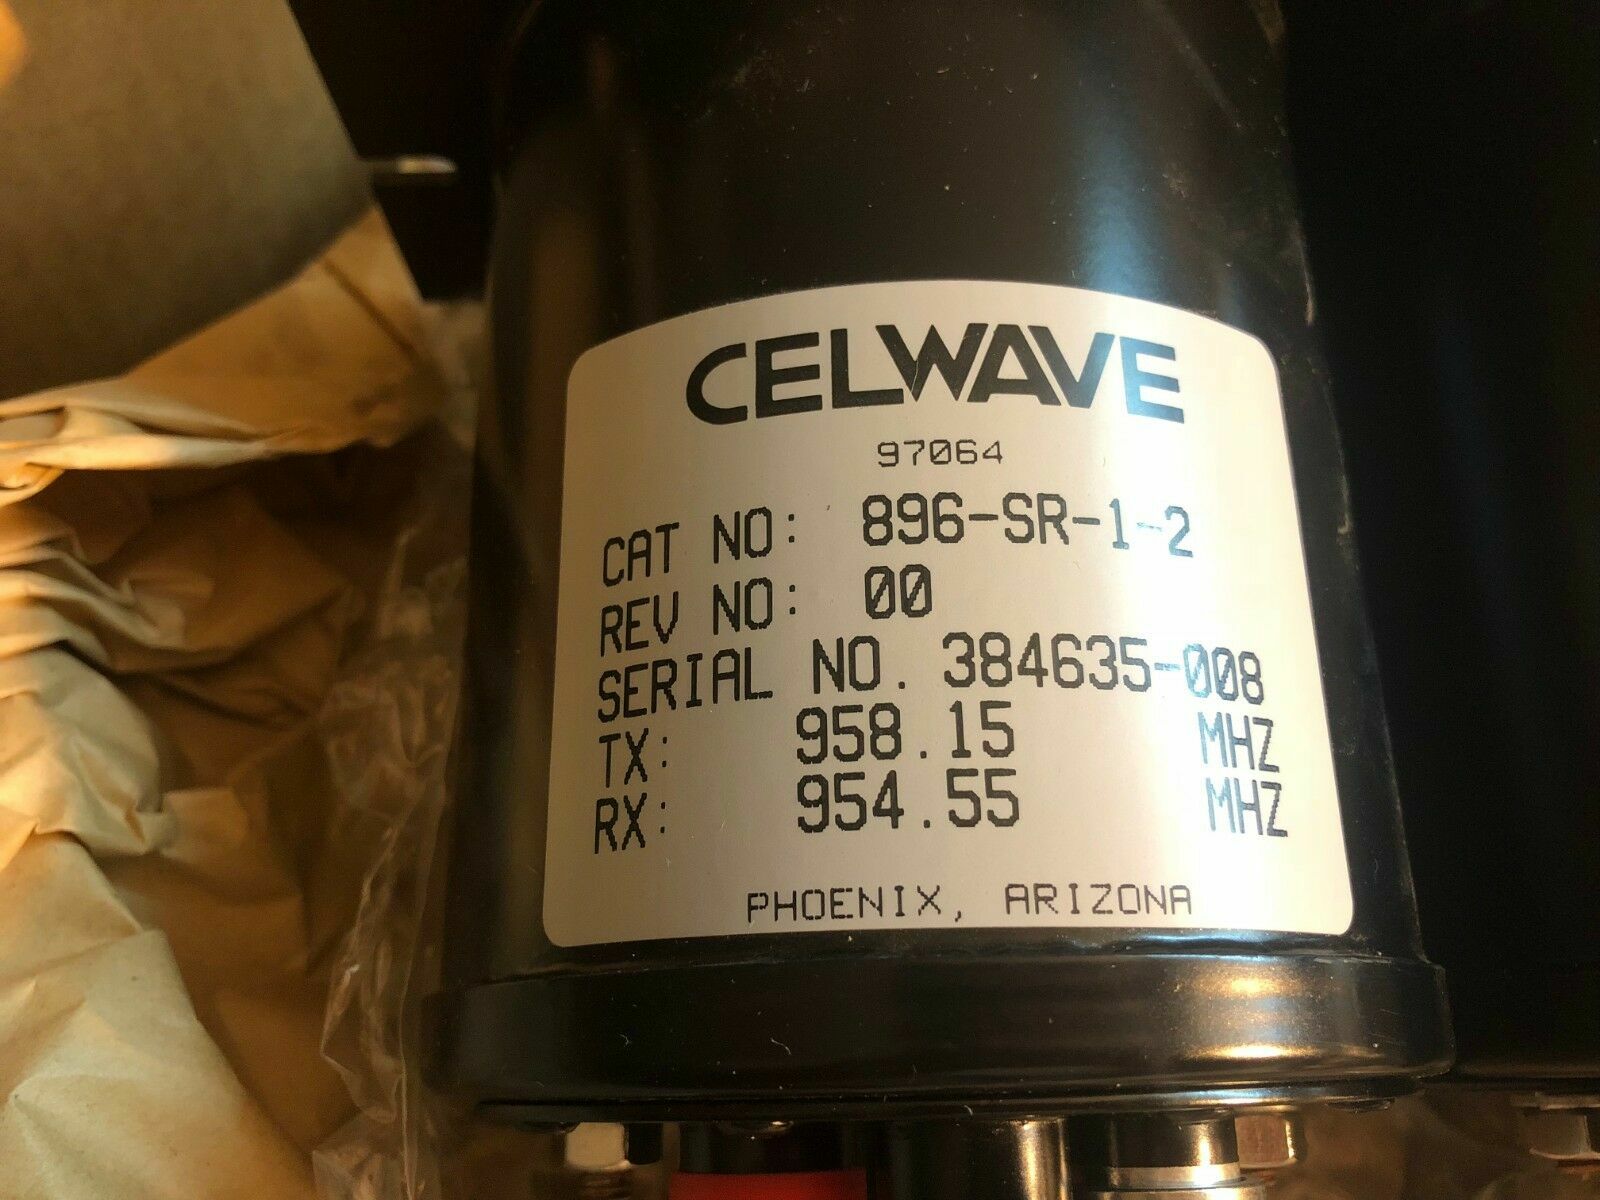 CELWAVE
97064
CAT NO: 896-SR-1-2
REV NO: 00
SERIAL NO. 384635-008
TX: 958.15 MHZ
RX: 954.55 MHZ
PHOENIX, ARIZONA